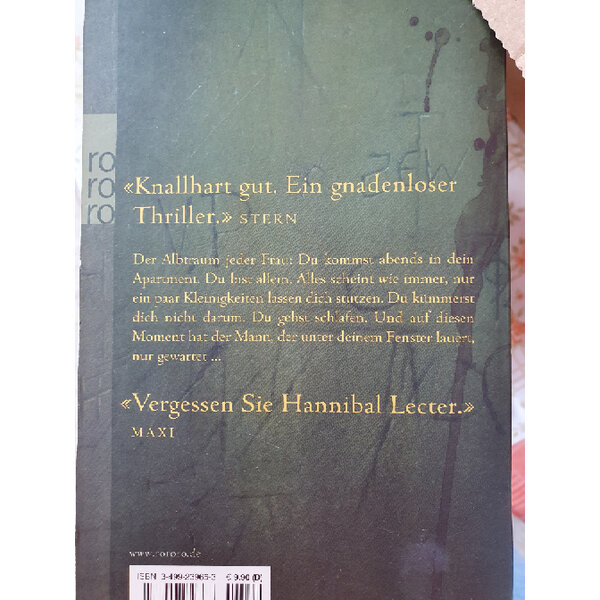 ro
ro
ro
«Knallhart gut. Ein gnadenloser
Thriller.» STERN
Der Albtraum jeder Frau: Du kommst abends in dein
Apartment. Du bist allein. Alles scheint wie immer, nur
ein paar Kleinigkeiten lassen dich stutzen. Du kümmerst
dich nicht darum. Du gehst schlafen. Und auf diesen
Moment hat der Mann, der unter deinem Fenster lauert,
nur gewartet ...
«Vergessen Sie Hannibal Lecter.»
MAXI
www.rororo.de
ISBN 3-499-23965-3 € 9.90 (D)